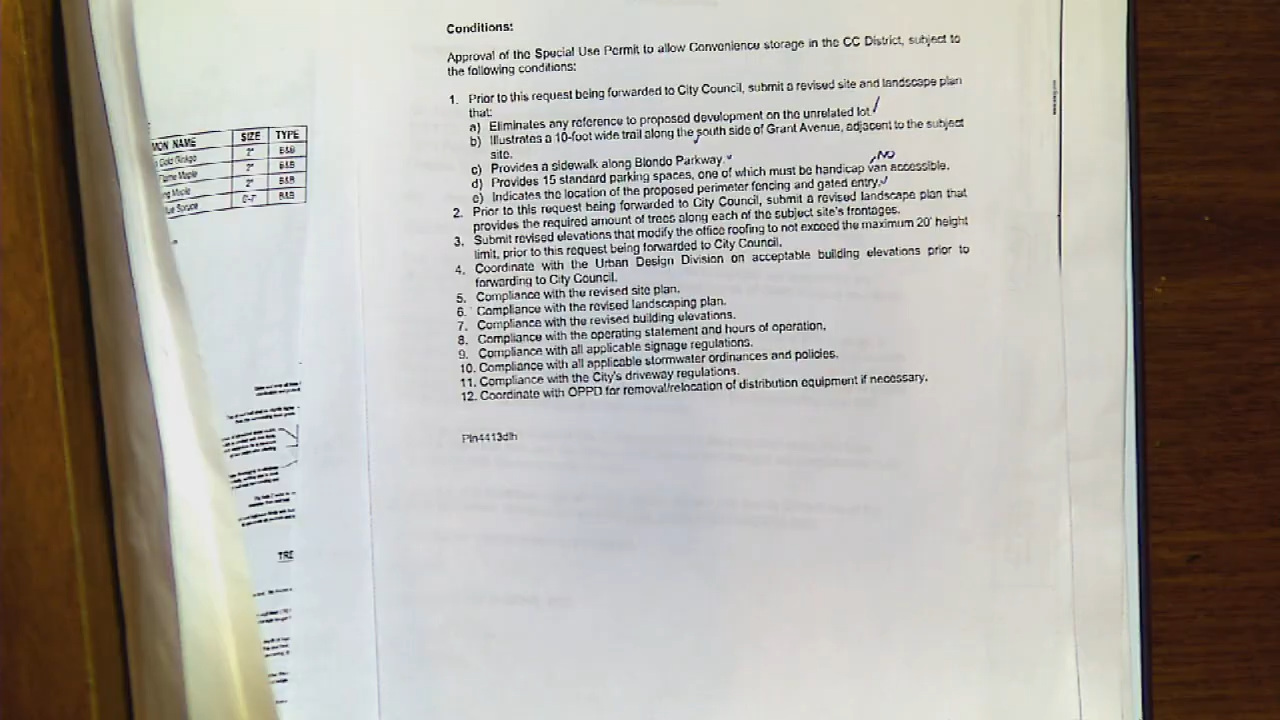 Conditions:
Approval of the Special Use Permit to allow Convenience storage in the CC District, subject to
the following conditions:
1. Prior to this request being forwarded to City Council, submit a revised site and landscape plan
that:
a) Eliminates any reference to proposed development on the unrelated lot
b) Illustrates a 10-foot wide trail along the south side of Grant Avenue, adjacent to the subject
site.
c) Provides a sidewalk along Blondo Parkway.
NO
d) Provides 15 standard parking spaces, one of which must be handicap van accessible.
e) Indicates the location of the proposed perimeter fencing and gated entry.
2. Prior to this request being forwarded to City Council, submit a revised landscape plan that
provides the required amount of trees along each of the subject site's frontages.
3. Submit revised elevations that modify the office roofing to not exceed the maximum 20' height
limit, prior to this request being forwarded to City Council.
4. Coordinate with the Urban Design Division on acceptable building elevations prior to
forwarding to City Council.
5. Compliance with the revised site plan.
6. Compliance with the revised landscaping plan.
7. Compliance with the revised building elevations.
8. Compliance with the operating statement and hours of operation.
9. Compliance with all applicable signage regulations.
10. Compliance with all applicable stormwater ordinances and policies.
11. Compliance with the City's driveway regulations.
12. Coordinate with OPPD for removal/relocation of distribution equipment if necessary.
Pln4413dlh
MON NAME SIZE TYPE
Gold Ginkgo 2" B&B
Flame Maple 2" B&B
Maple 2" B&B
ue Spruce B&B
TRE